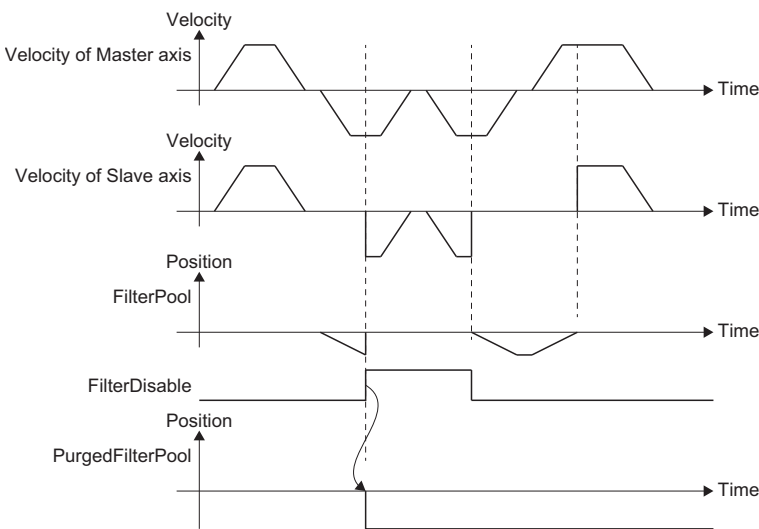 Velocity
Velocity of Master axis
Time
Velocity
Velocity of Slave axis
Time
Position
FilterPool
Time
FilterDisable
Position
PurgedFilterPool
Time